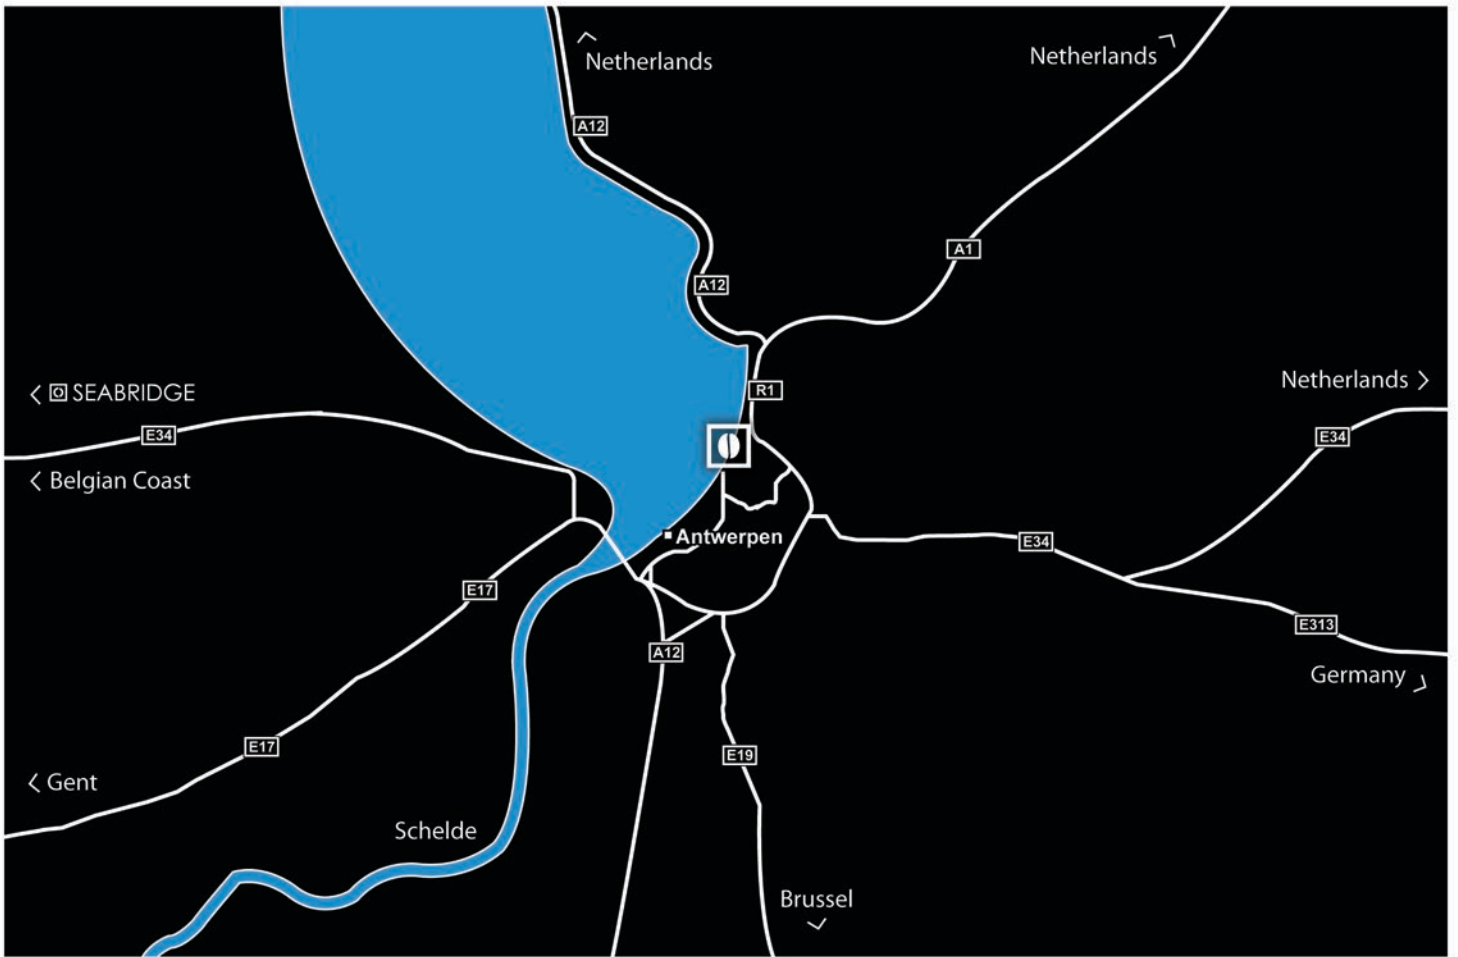 Netherlands
Netherlands
A12
A1
A12
Netherlands
R1
SEABRIDGE
E34
E34
Belgian Coast
Antwerpen
E34
E17
E313
A12
Germany
E17
E19
Gent
Schelde
Brussel